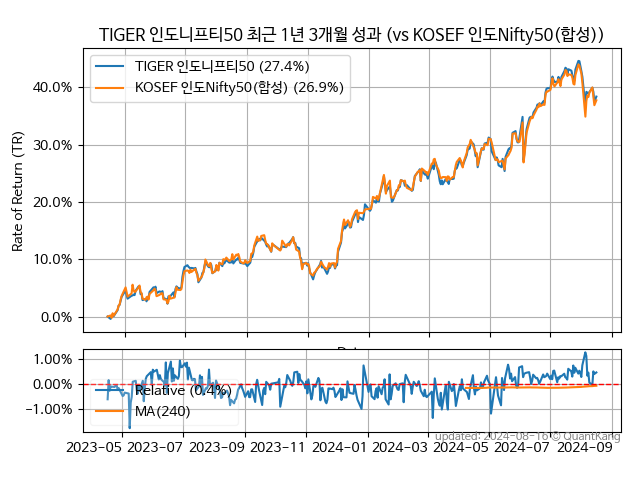 TIGER 인도니프티50 최근 1년 3개월 성과 (vs KOSEF 인도Nifty50(합성))
TIGER 인도니프티50 (27.4%)
KOSEF 인도Nifty50(합성) (26.9%)
Rate of Return (TR)
40.0%
30.0%
20.0%
10.0%
0.0%
1.00%
0.00%
−1.00%
Relative (0.4%)
MA(240)
2023-05 2023-07 2023-09 2023-11 2024-01 2024-03 2024-05 2024-07 2024-09
updated: 2024-08-16 © QuantKang